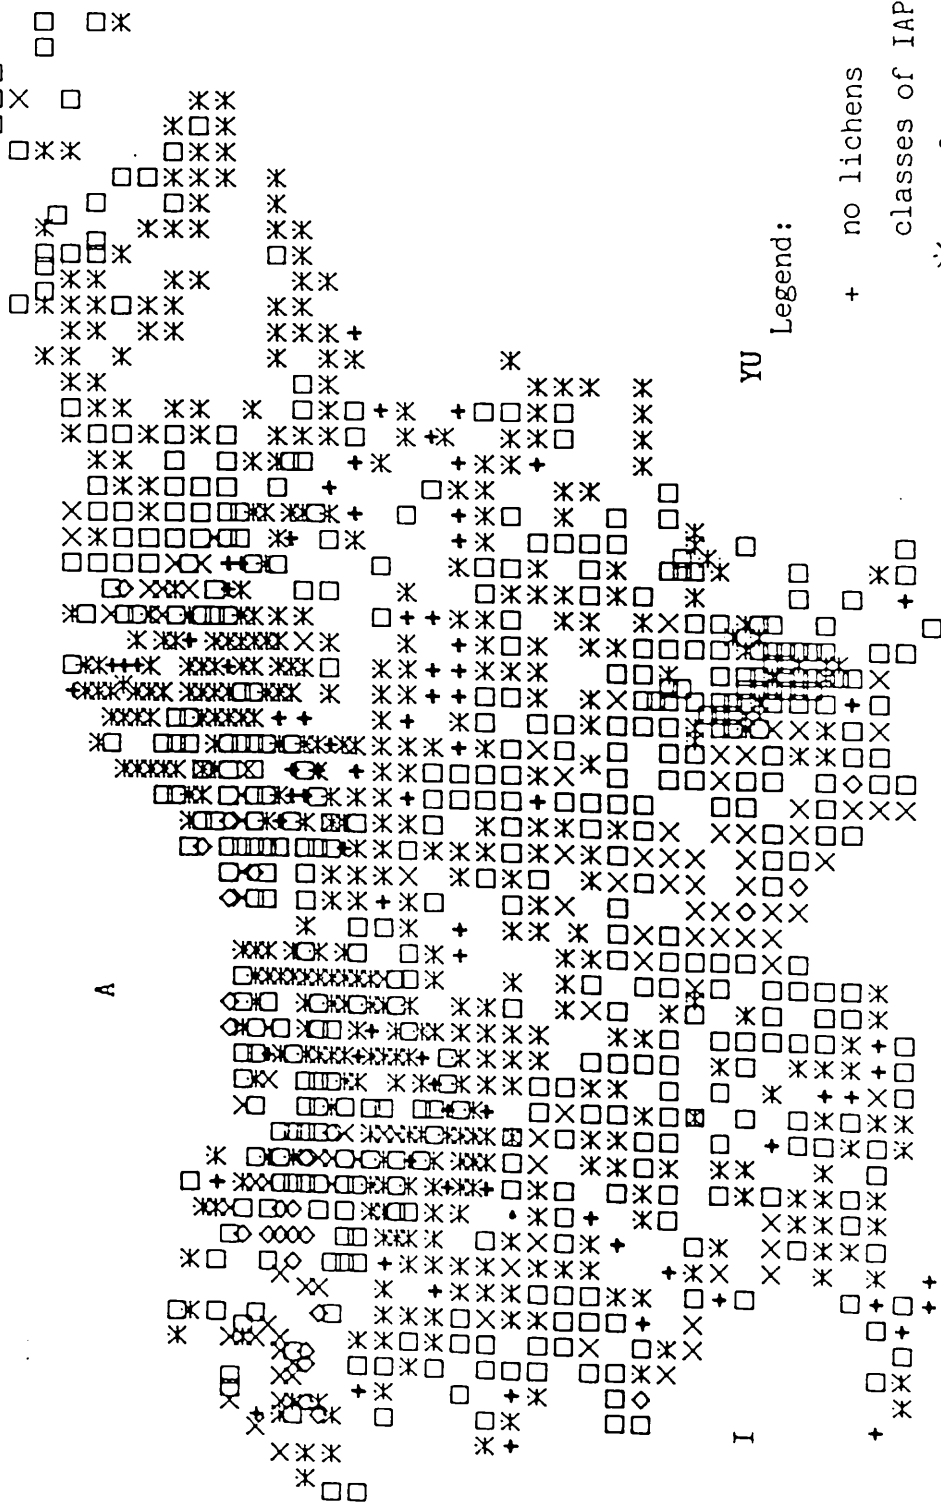 A
I
YU
Legend:
+ no lichens
classes of IAP